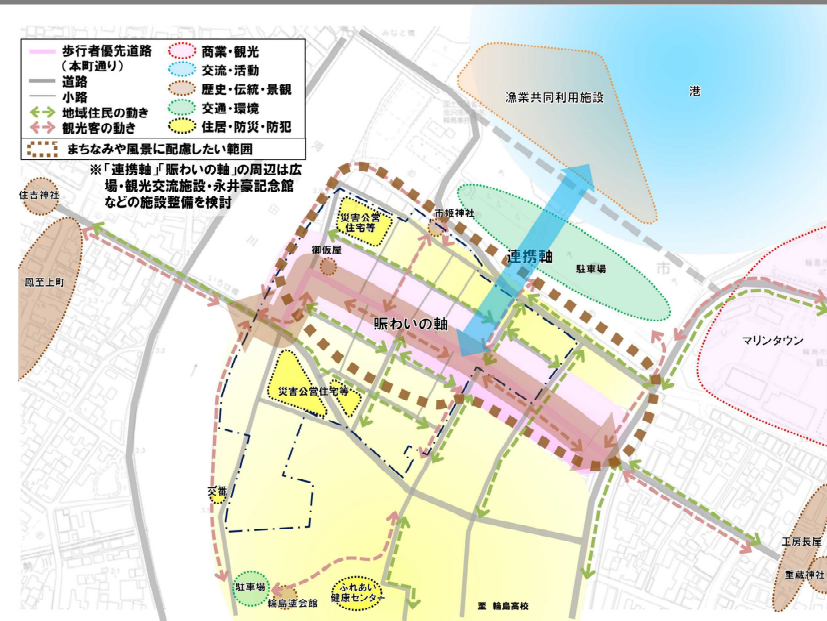 歩行者優先道路
（本町通り）
道路
小路
地域住民の動き
観光客の動き
商業・観光
交流・活動
歴史・伝統・景観
交通・環境
住居・防災・防犯
まちなみや風景に配慮したい範囲
※「連携軸」「賑わいの軸」の周辺は広
場・観光交流施設・永井豪記念館
などの施設整備を検討
漁業共同利用施設
港
住吉神社
鳳至上町
災害公営
住宅等
市姫神社
御仮屋
連携軸
駐車場
賑わいの軸
マリンタウン
災害公営住宅等
交番
駐車場
輪島塗会館
ふれあい
健康センター
至 輪島高校
工房長屋
重蔵神社